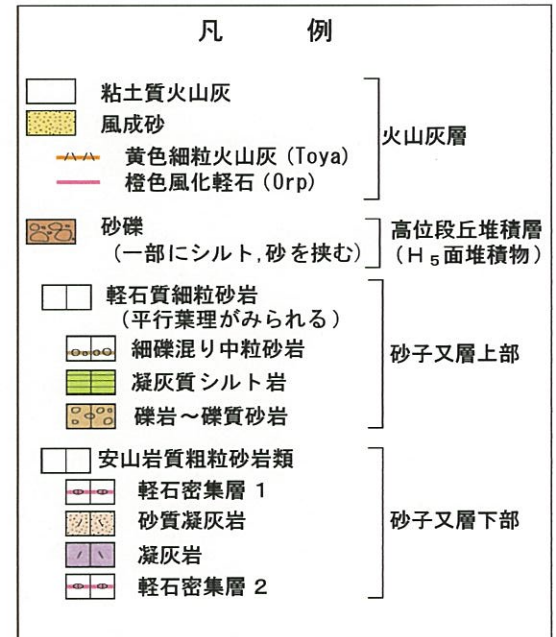 凡 例
粘土質火山灰
風成砂
黄色細粒火山灰 (Toya)
橙色風化軽石 (Orp)
火山灰層
砂礫
(一部にシルト,砂を挟む)
高位段丘堆積層
(H5面堆積物)
軽石質細粒砂岩
(平行葉理がみられる)
細礫混り中粒砂岩
凝灰質シルト岩
礫岩～礫質砂岩
砂子又層上部
安山岩質粗粒砂岩類
軽石密集層 1
砂質凝灰岩
凝灰岩
軽石密集層 2
砂子又層下部